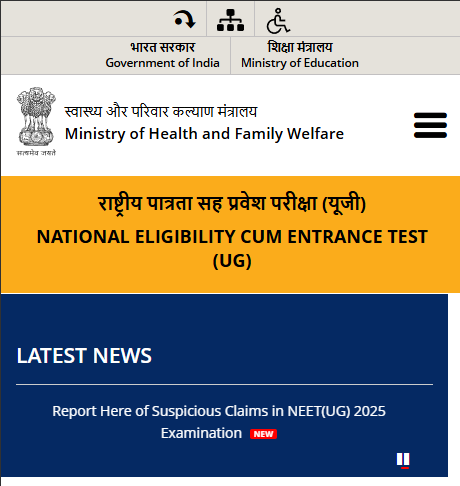 भारत सरकार
Government of India
शिक्षा मंत्रालय
Ministry of Education
सत्यमेव जयते
स्वास्थ्य और परिवार कल्याण मंत्रालय
Ministry of Health and Family Welfare
राष्ट्रीय पात्रता सह प्रवेश परीक्षा (यूजी)
NATIONAL ELIGIBILITY CUM ENTRANCE TEST
(UG)
LATEST NEWS
Report Here of Suspicious Claims in NEET(UG) 2025
Examination NEW